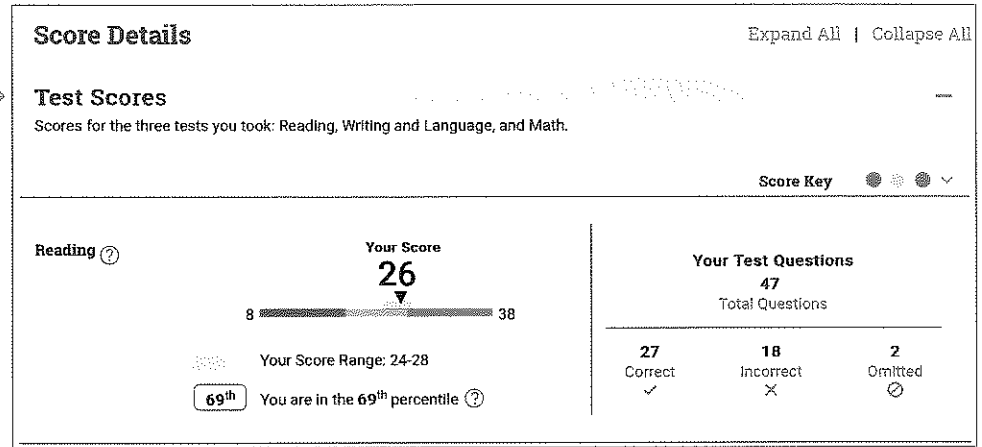 Score Details
Expand All | Collapse All
Test Scores
Scores for the three tests you took: Reading, Writing and Language, and Math.
Score Key
Reading ?
Your Score
26
8 38
Your Score Range: 24-28
69th You are in the 69th percentile ?
Your Test Questions
47
Total Questions
27 18 2
Correct Incorrect Omitted